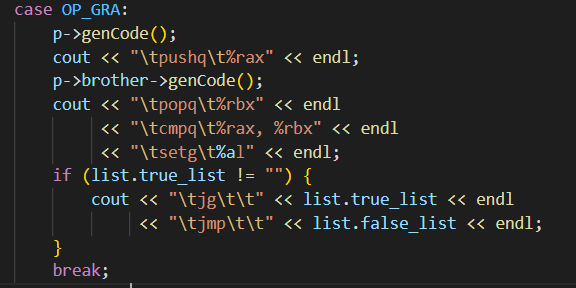 case OP_GRA:
    p->genCode();
    cout << "\tpushq\t%rax" << endl;
    p->brother->genCode();
    cout << "\tpopq\t%rbx" << endl
         << "\tcmpq\t%rax, %rbx" << endl
         << "\tsetg\t%al" << endl;
    if (list.true_list != "") {
        cout << "\tjg\t\t" << list.true_list << endl
             << "\tjmp\t\t" << list.false_list << endl;
    }
    break;